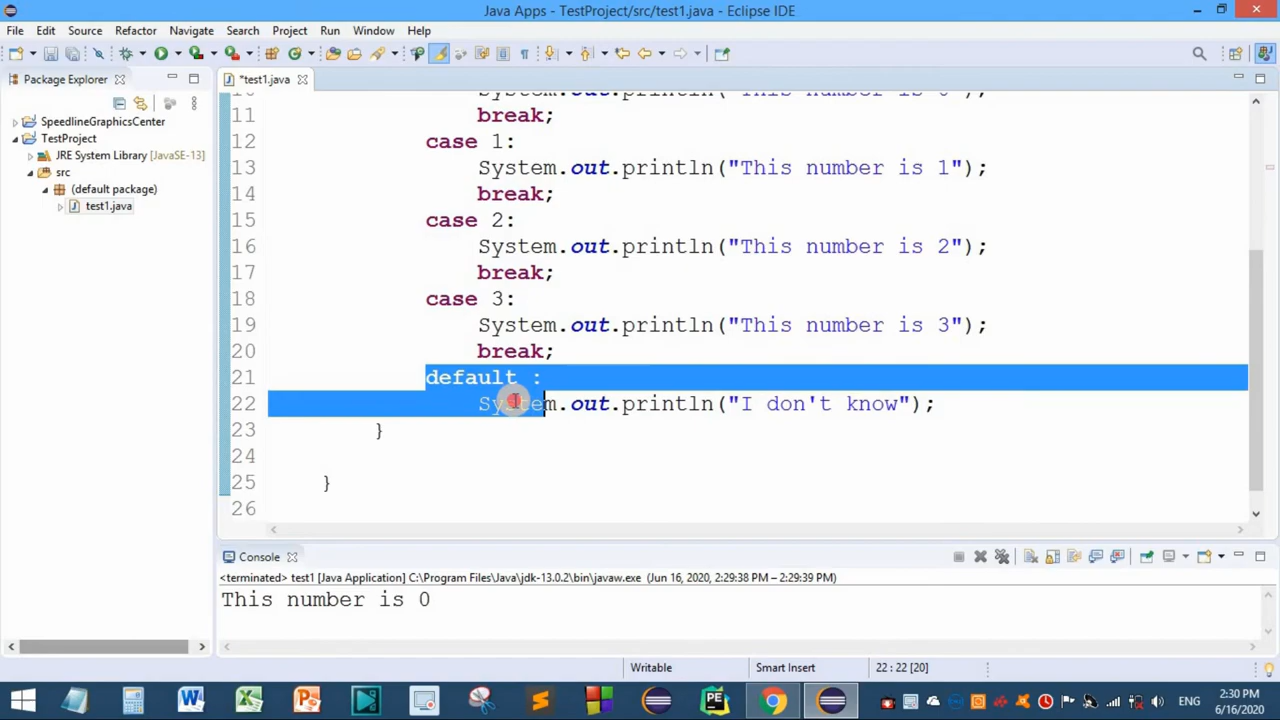 Java Apps - TestProject/src/test1.java - Eclipse IDE
File Edit Source Refactor Navigate Search Project Run Window Help
Package Explorer
*test1.java
SpeedlineGraphicsCenter
TestProject
JRE System Library [JavaSE-13]
src
(default package)
test1.java
10 System.out.println("This number is 0");
11 break;
12 case 1:
13 System.out.println("This number is 1");
14 break;
15 case 2:
16 System.out.println("This number is 2");
17 break;
18 case 3:
19 System.out.println("This number is 3");
20 break;
21 default :
22 System.out.println("I don't know");
23 }
24
25 }
26
Console
<terminated> test1 [Java Application] C:\Program Files\Java\jdk-13.0.2\bin\javaw.exe (Jun 16, 2020, 2:29:38 PM – 2:29:39 PM)
This number is 0
Writable Smart Insert 22 : 22 [20]
ENG
2:30 PM
6/16/2020